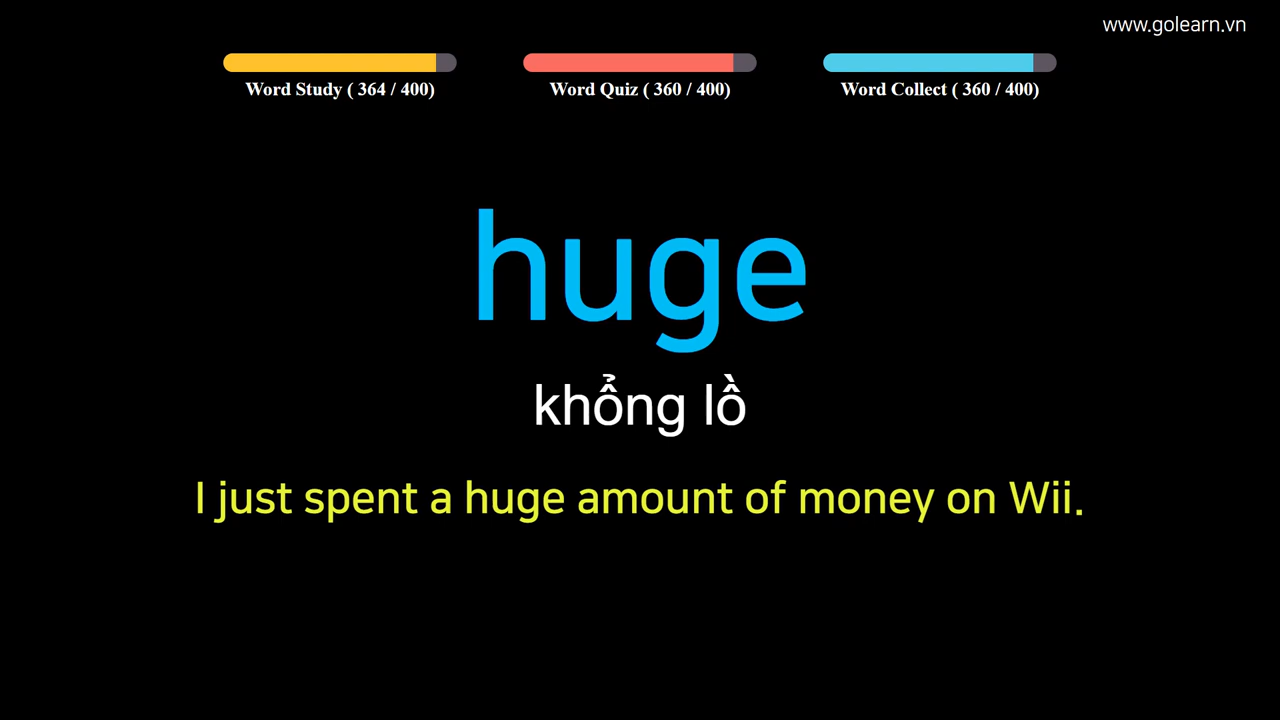 www.golearn.vn
Word Study ( 364 / 400)
Word Quiz ( 360 / 400)
Word Collect ( 360 / 400)
huge
khổng lồ
I just spent a huge amount of money on Wii.